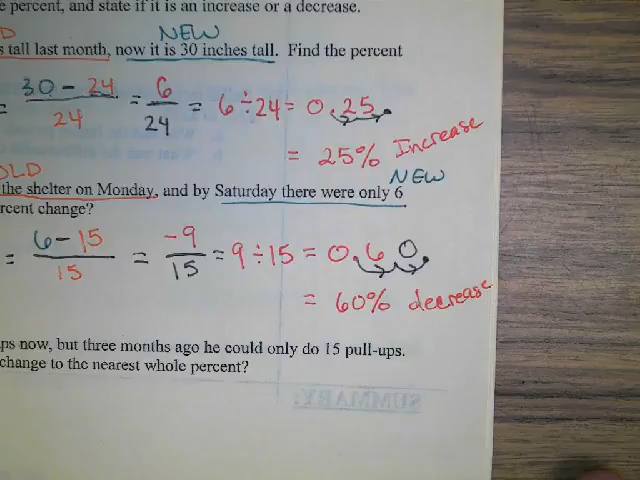 e percent, and state if it is an increase or a decrease.
D NEW
s tall last month, now it is 30 inches tall. Find the percent
= 30 - 24 / 24 = 6 / 24 = 6 ÷ 24 = 0.25
= 25% Increase
OLD NEW
the shelter on Monday, and by Saturday there were only 6
rcent change?
= 6 - 15 / 15 = -9 / 15 = 9 ÷ 15 = 0.60
= 60% decrease
ps now, but three months ago he could only do 15 pull-ups.
change to the nearest whole percent?
SUMMARY: